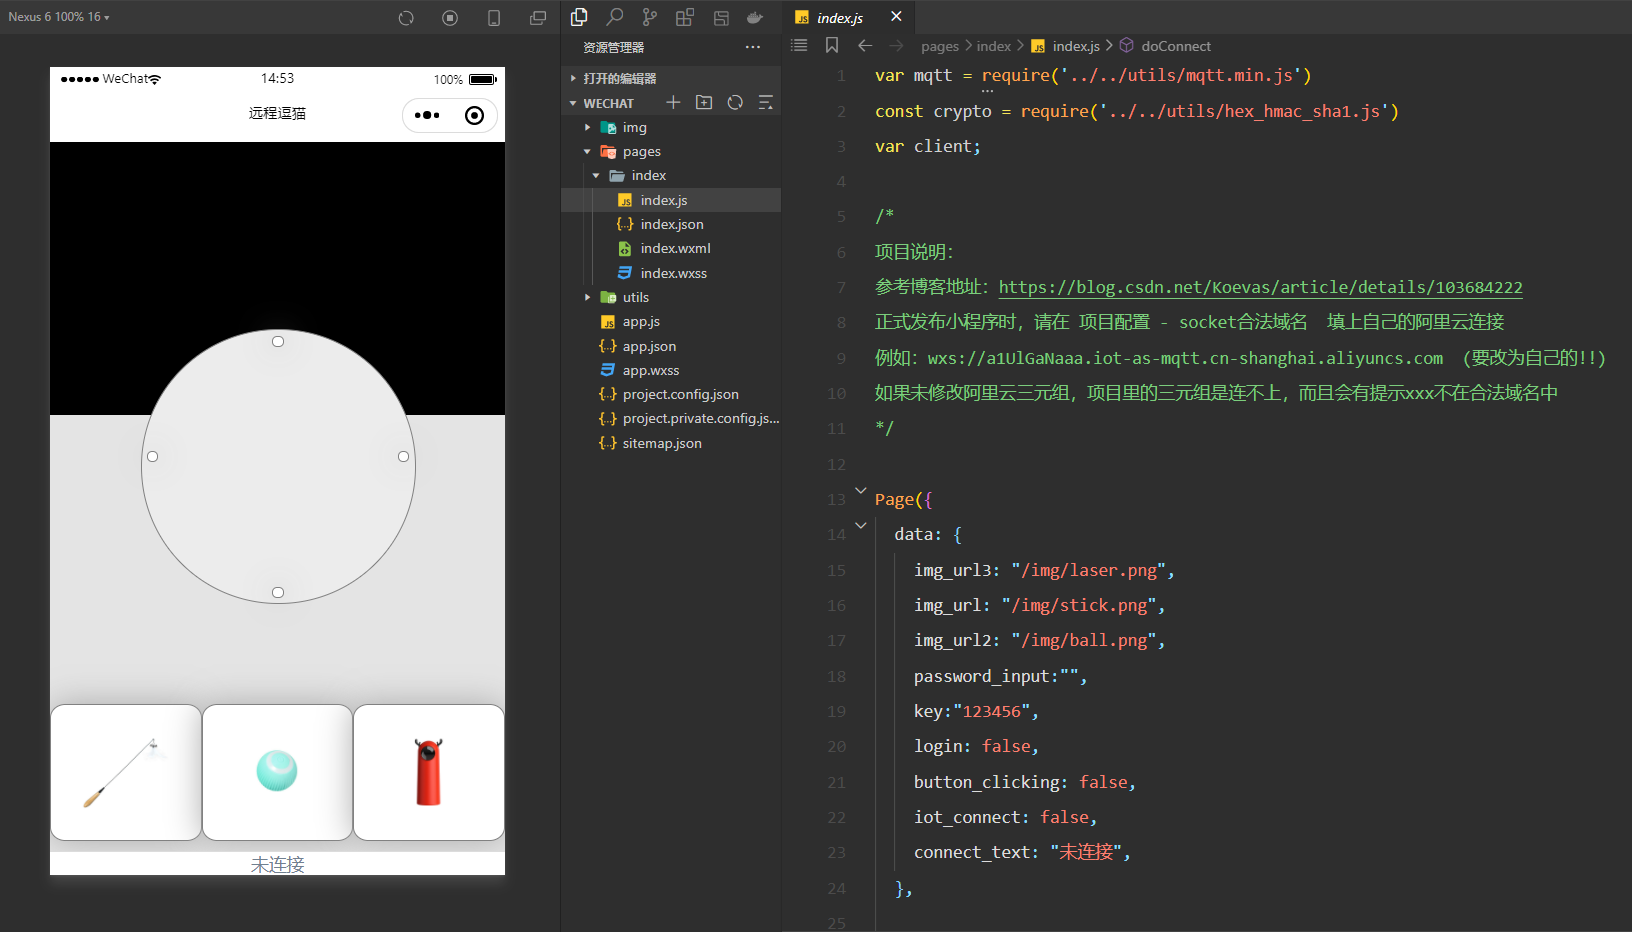 Nexus 6 100% 16
WeChat
14:53
100%
远程逗猫
未连接
资源管理器
打开的编辑器
WECHAT
img
pages
index
index.js
index.json
index.wxml
index.wxss
utils
app.js
app.json
app.wxss
project.config.json
project.private.config.js...
sitemap.json
index.js
pages > index > index.js > doConnect
1 var mqtt = require('../../utils/mqtt.min.js')
2 const crypto = require('../../utils/hex_hmac_sha1.js')
3 var client;
4
5 /*
6 项目说明：
7 参考博客地址：https://blog.csdn.net/Koevas/article/details/103684222
8 正式发布小程序时，请在 项目配置 - socket合法域名  填上自己的阿里云连接
9 例如：wxs://a1UlGaNaaa.iot-as-mqtt.cn-shanghai.aliyuncs.com （要改为自己的!!）
10 如果未修改阿里云三元组，项目里的三元组是连不上，而且会有提示xxx不在合法域名中
11 */
12
13 Page({
14 data: {
15 img_url3: "/img/laser.png",
16 img_url: "/img/stick.png",
17 img_url2: "/img/ball.png",
18 password_input:"",
19 key:"123456",
20 login: false,
21 button_clicking: false,
22 iot_connect: false,
23 connect_text: "未连接",
24 },
25